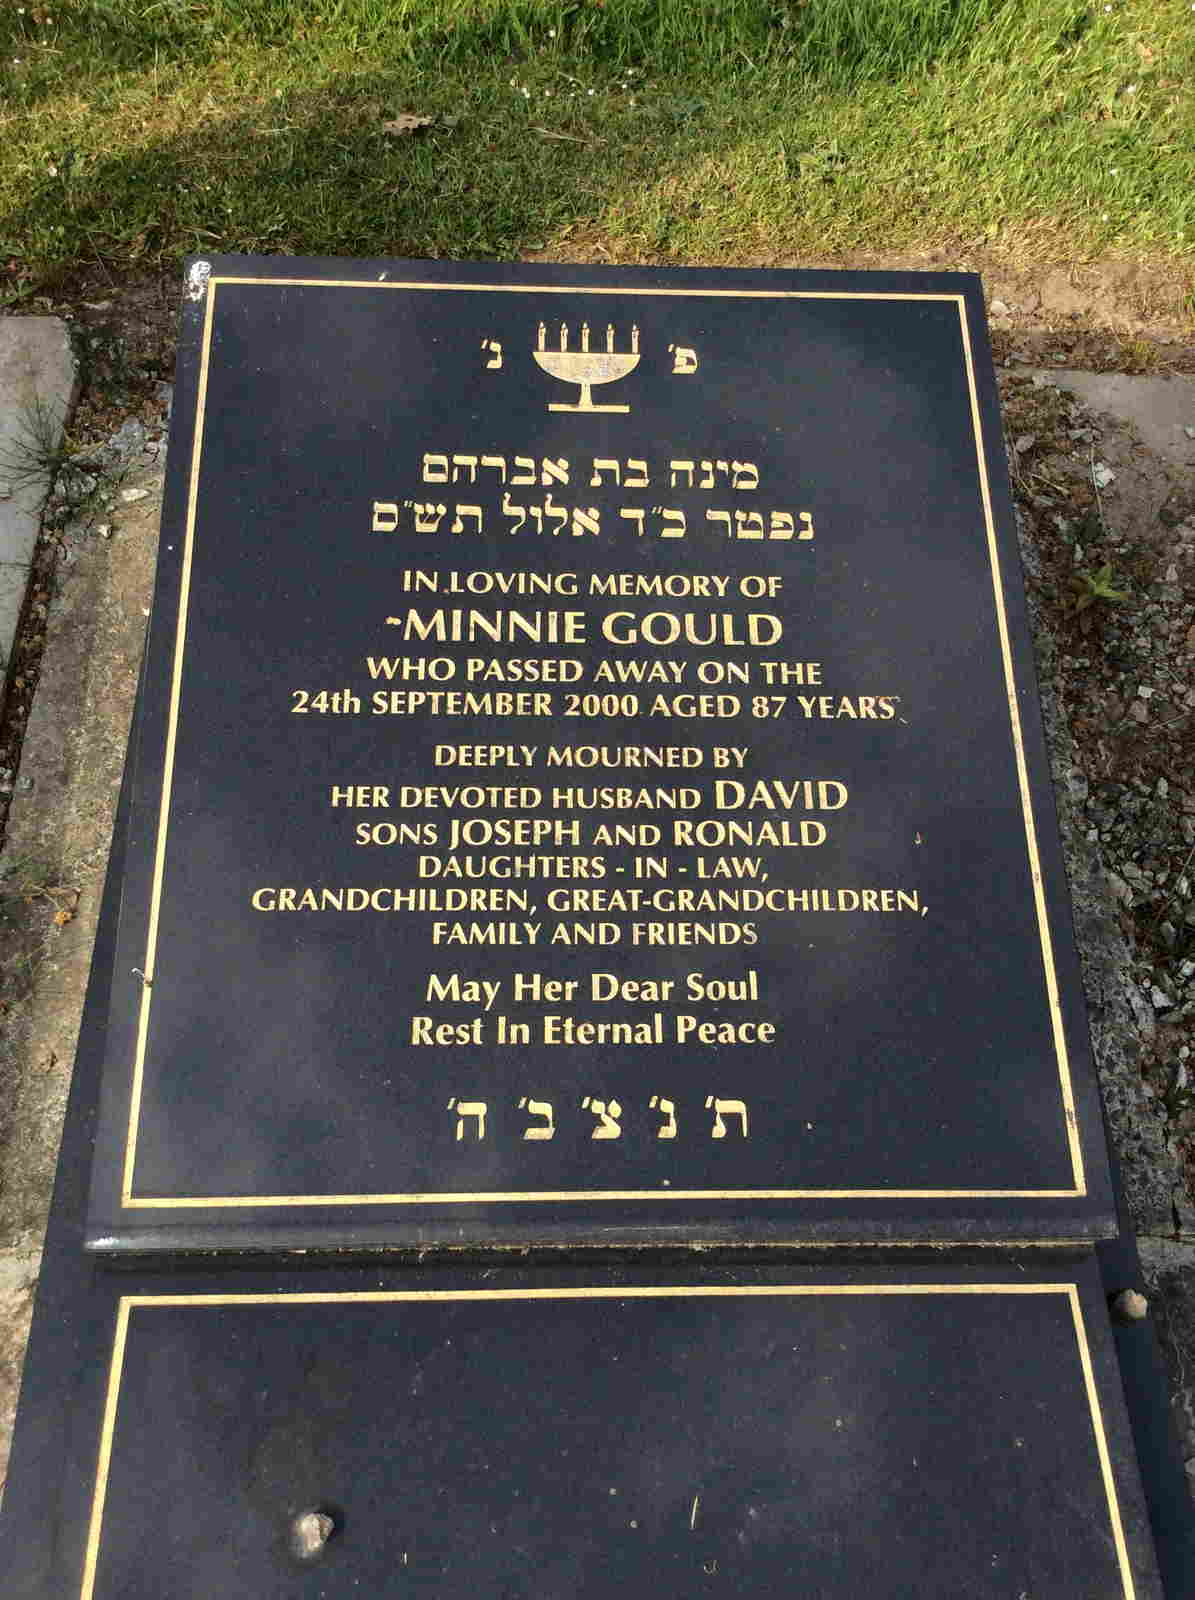 פ׳ נ׳
מינה בת אברהם
נפטר כ״ד אלול תש״ם
IN LOVING MEMORY OF
MINNIE GOULD
WHO PASSED AWAY ON THE
24th SEPTEMBER 2000 AGED 87 YEARS
DEEPLY MOURNED BY
HER DEVOTED HUSBAND DAVID
SONS JOSEPH AND RONALD
DAUGHTERS - IN - LAW,
GRANDCHILDREN, GREAT-GRANDCHILDREN,
FAMILY AND FRIENDS
May Her Dear Soul
Rest In Eternal Peace
ת׳ נ׳ צ׳ ב׳ ה׳